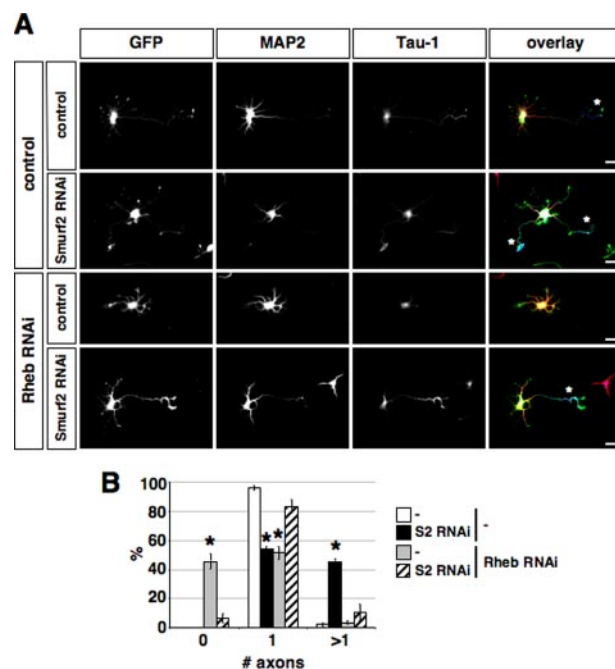 A
GFP MAP2 Tau-1 overlay
control
control
*
Smurf2 RNAi
*
*
Rheb RNAi
control
Smurf2 RNAi
*
B
100
80
60
40
20
0
%
* * * *
0 1 >1
# axons
-
S2 RNAi
-
-
S2 RNAi
Rheb RNAi